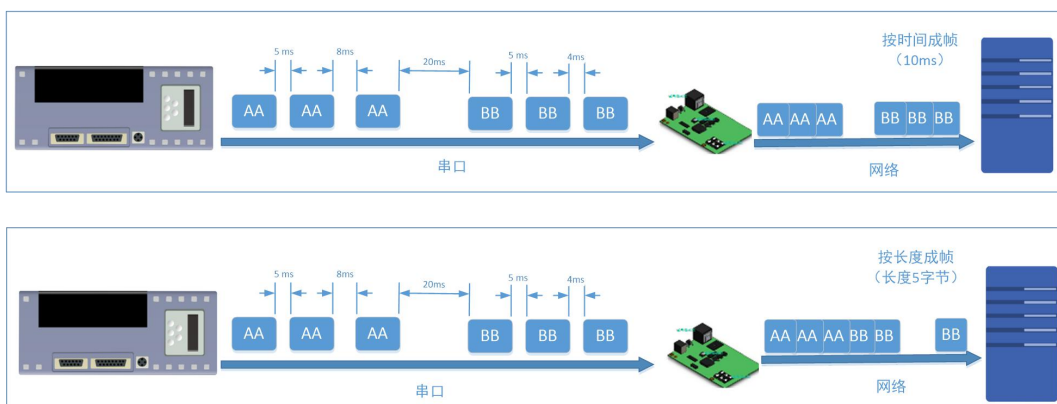 5 ms
8ms
20ms
5 ms
4ms
按时间成帧
（10ms）
AA AA AA BB BB BB
AA AA AA BB BB BB
串口
网络
5 ms
8ms
20ms
5 ms
4ms
按长度成帧
（长度5字节）
AA AA AA BB BB BB
AA AA AA BB BB BB
串口
网络